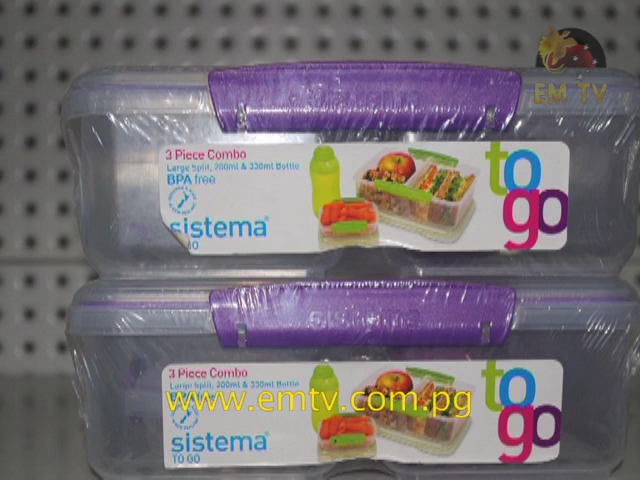 EM TV
sistema
3 Piece Combo
Large Split, 200ml & 330ml Bottle
BPA free
sistema
to
go
sistema
3 Piece Combo
Large Split, 200ml & 330ml Bottle
www.emtv.com.pg
sistema
TO GO
to
go